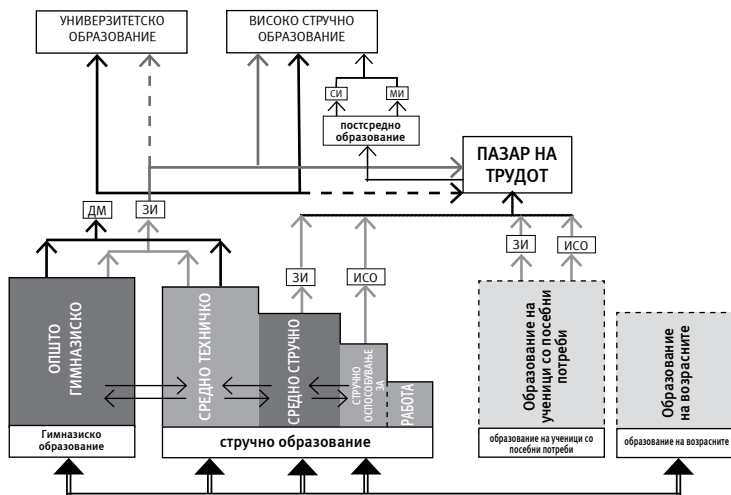 УНИВЕРЗИТЕТСКО
ОБРАЗОВАНИЕ
ВИСОКО СТРУЧНО
ОБРАЗОВАНИЕ
СИ
МИ
постсредно
образование
ПАЗАР НА
ТРУДОТ
ДМ
ЗИ
ЗИ
ИСО
ЗИ
ИСО
ОПШТО
ГИМНАЗИСКО
СРЕДНО ТЕХНИЧКО
СРЕДНО СТРУЧНО
СТРУЧНО
ОСПОСОБУВАЊЕ
ЗА
РАБОТА
Образование на
ученици со посебни
потреби
Образование
на возрасните
Гимназиско
образование
стручно образование
образование на ученици со
посебни потреби
образование на возрасните